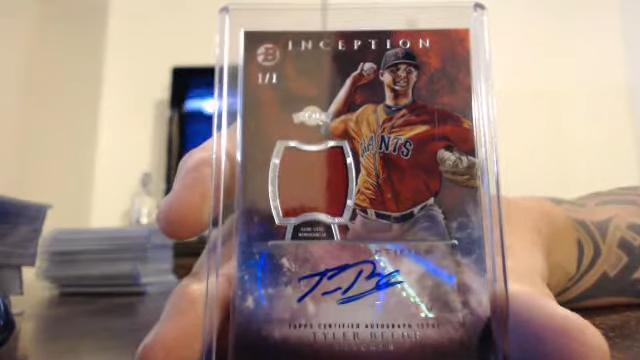 INCEPTION
1/1
GIANTS
TOPPS CERTIFIED AUTOGRAPH ISSUE
TYLER BEEDE